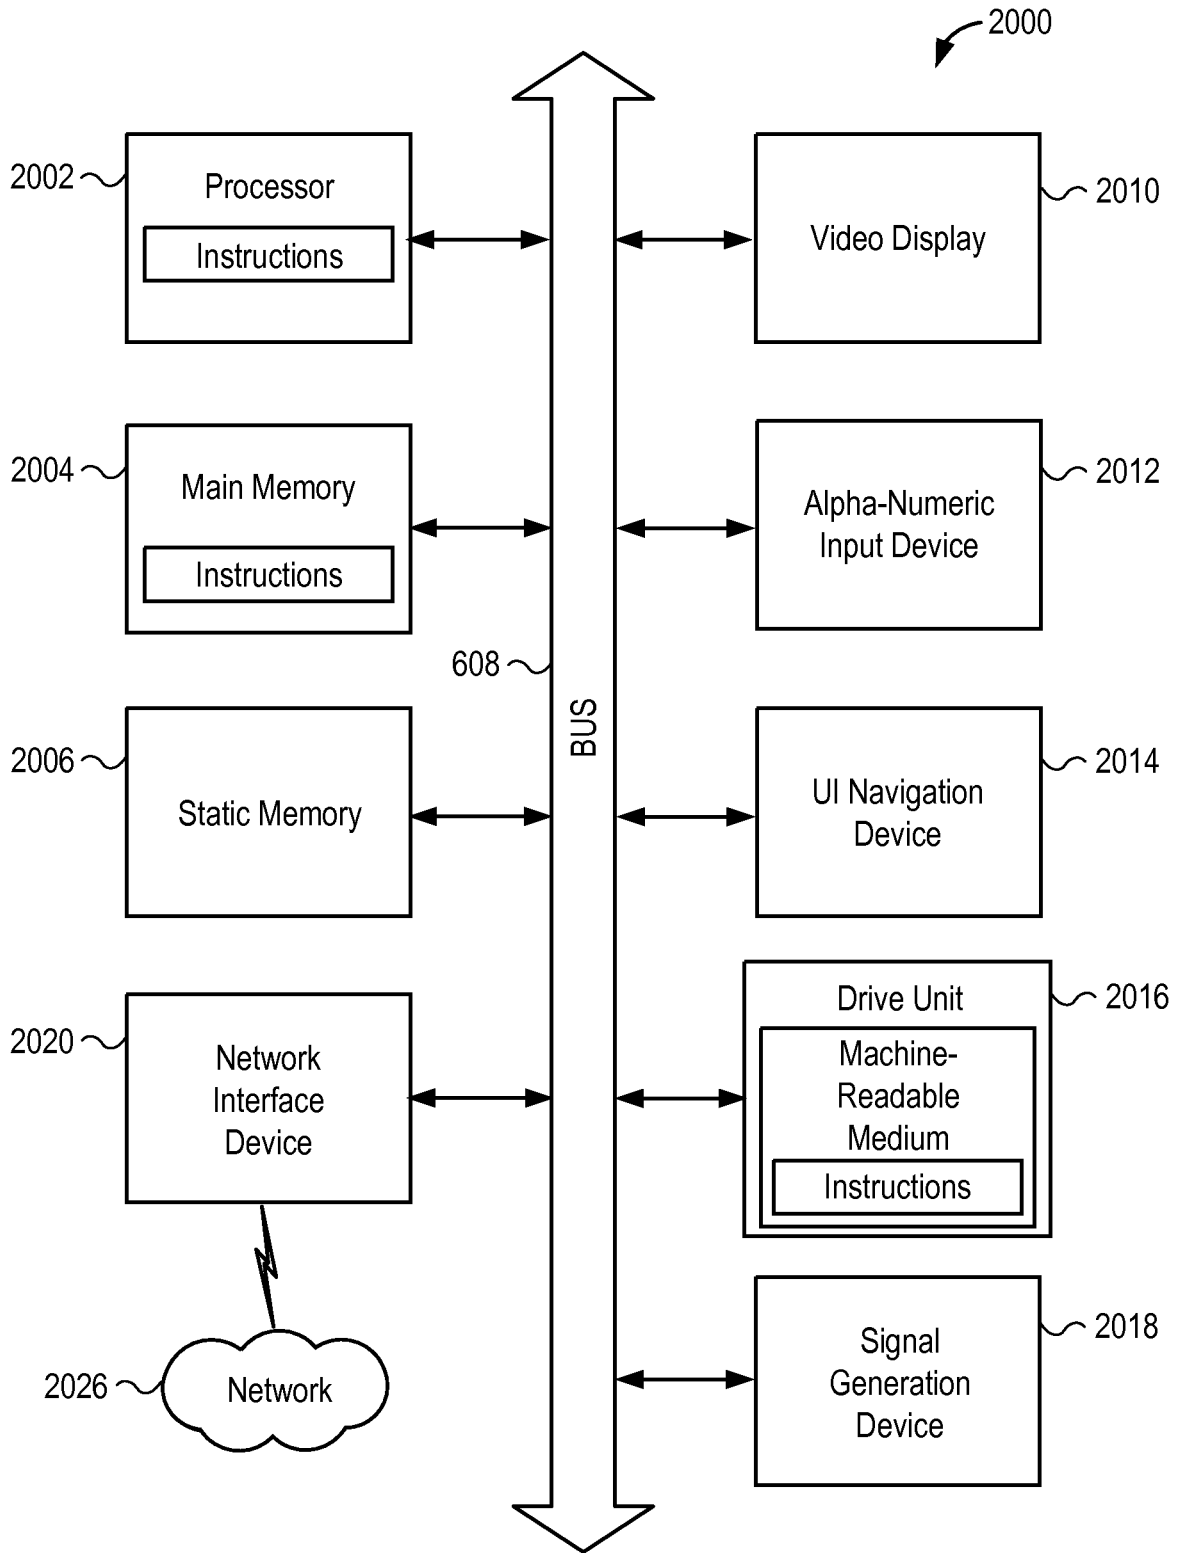 2000
2002
Processor
Instructions
2010
Video Display
2004
Main Memory
Instructions
2012
Alpha-Numeric
Input Device
608
BUS
2006
Static Memory
2014
UI Navigation
Device
2020
Network
Interface
Device
2016
Drive Unit
Machine-
Readable
Medium
Instructions
2026
Network
2018
Signal
Generation
Device